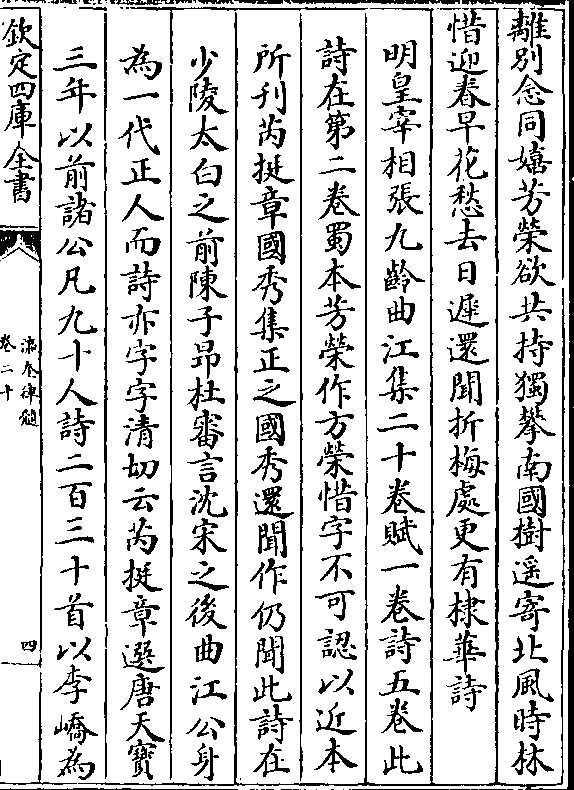 離別念同嬉芳榮欲共持獨攀南國樹遥寄北風時林
惜迎春早花愁去日遲還聞折梅處更有棣華詩
明皇宰相張九齡曲江集二十卷賦一卷詩五卷此
詩在第二卷蜀本芳榮作方榮惜字不可認以近本
所刊芮挺章國秀集正之國秀還聞作仍聞此詩在
少陵太白之前陳子昻杜審言沈宋之後曲江公身
為一代正人而詩亦字字清切云芮挺章選唐天寶
三年以前諸公凡九十人詩二百三十首以李嶠為
欽定四庫全書
瀛奎律髓
卷二十
四